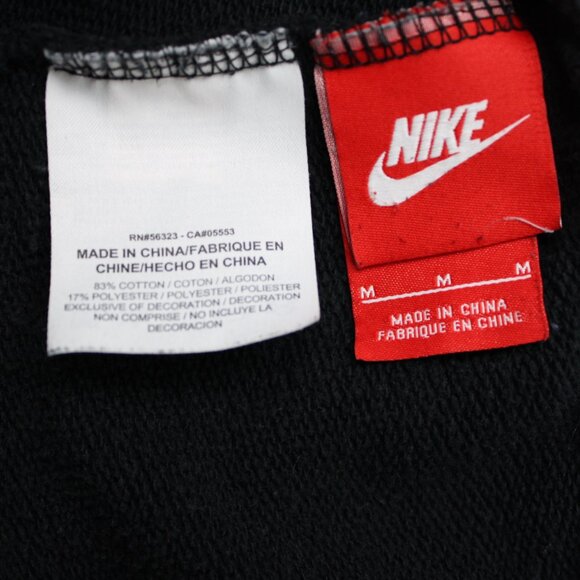 RN#56323 - CA#05553
MADE IN CHINA/FABRIQUE EN
CHINE/HECHO EN CHINA
83% COTTON / COTON / ALGODON
17% POLYESTER / POLYESTER / POLIESTER
EXCLUSIVE OF DECORATION / DECORATION
NON COMPRISE / NO INCLUYE LA
DECORACION
NIKE
M M M
MADE IN CHINA
FABRIQUE EN CHINE